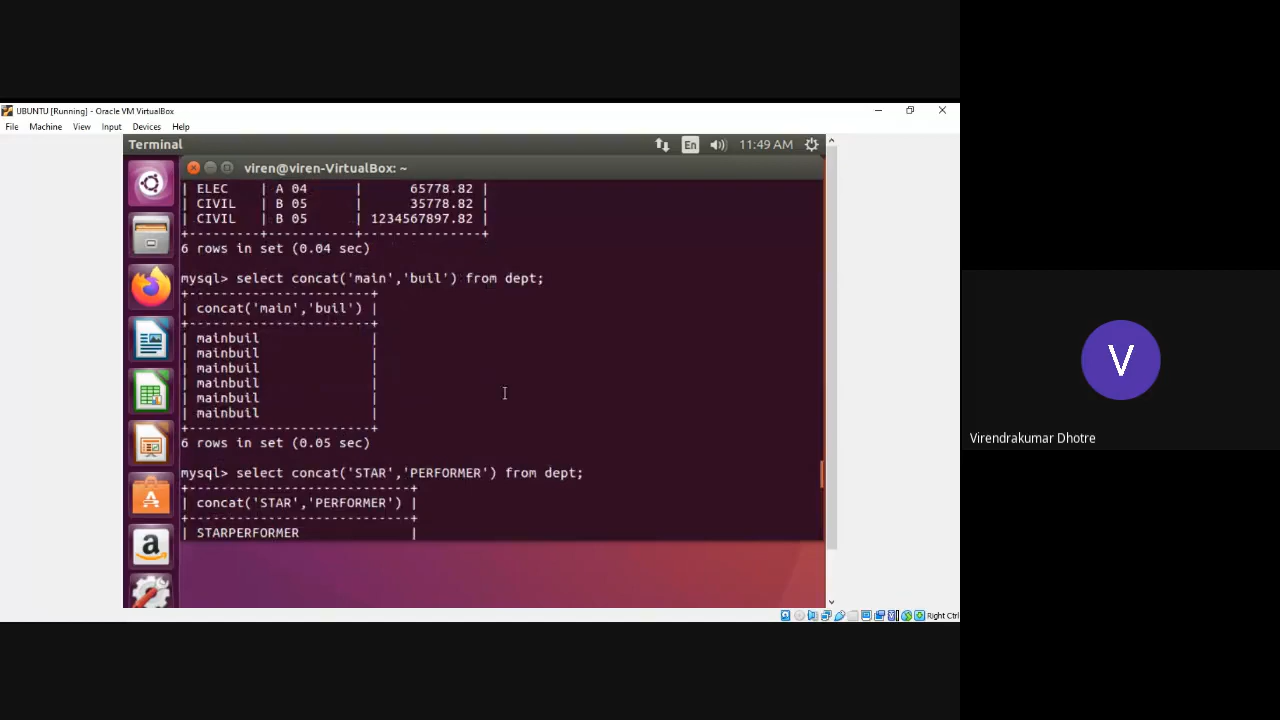 UBUNTU [Running] - Oracle VM VirtualBox
File Machine View Input Devices Help
Terminal En 11:49 AM
viren@viren-VirtualBox: ~
| ELEC | A 04 | 65778.82 |
| CIVIL | B 05 | 35778.82 |
| CIVIL | B 05 | 1234567897.82 |
+---------+----------+---------------+
6 rows in set (0.04 sec)
mysql> select concat('main','buil') from dept;
+-----------------------+
| concat('main','buil') |
+-----------------------+
| mainbuil |
| mainbuil |
| mainbuil |
| mainbuil |
| mainbuil |
| mainbuil |
+-----------------------+
6 rows in set (0.05 sec)
mysql> select concat('STAR','PERFORMER') from dept;
+----------------------------+
| concat('STAR','PERFORMER') |
+----------------------------+
| STARPERFORMER |
a
Right Ctrl
V
Virendrakumar Dhotre